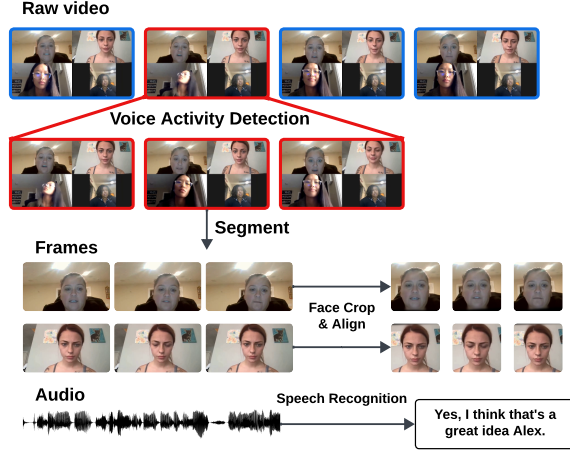 Raw video
Voice Activity Detection
Segment
Frames
Face Crop
& Align
Audio
Speech Recognition
Yes, I think that's a
great idea Alex.